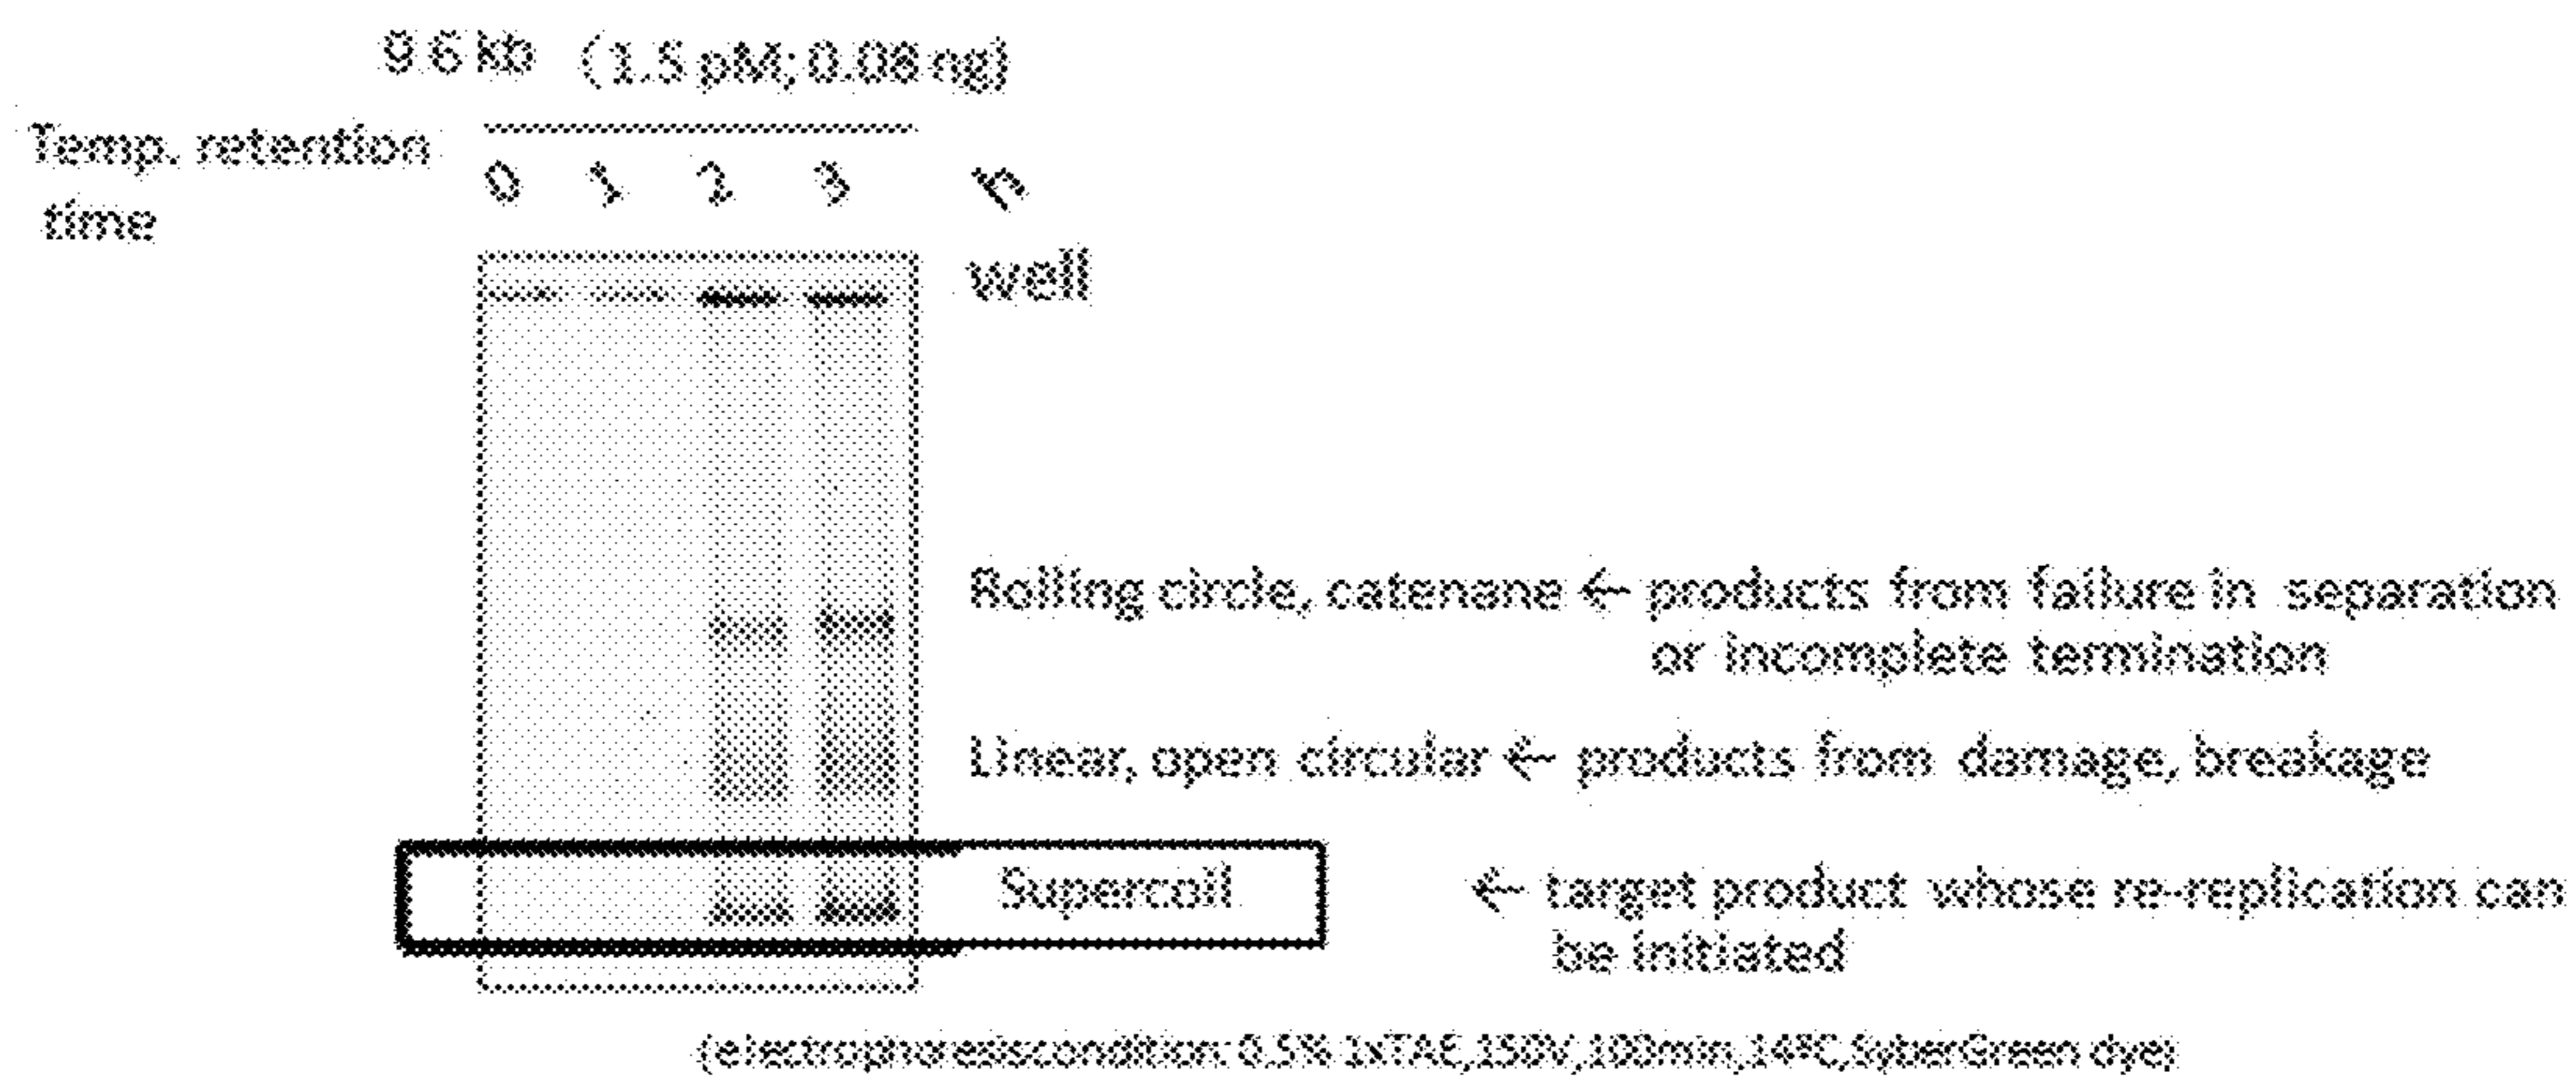 9.6 kb (1.5 pM; 0.08 ng)
Temp. retention
time
0 1 2 3 h
well
Rolling circle, catenane ← products from failure in separation
or incomplete termination
Linear, open circular ← products from damage, breakage
Supercoil ← target product whose re-replication can
be initiated
(electrophoresis condition: 0.5% 1xTAE, 150V, 100min, 14°C, SyberGreen dye)